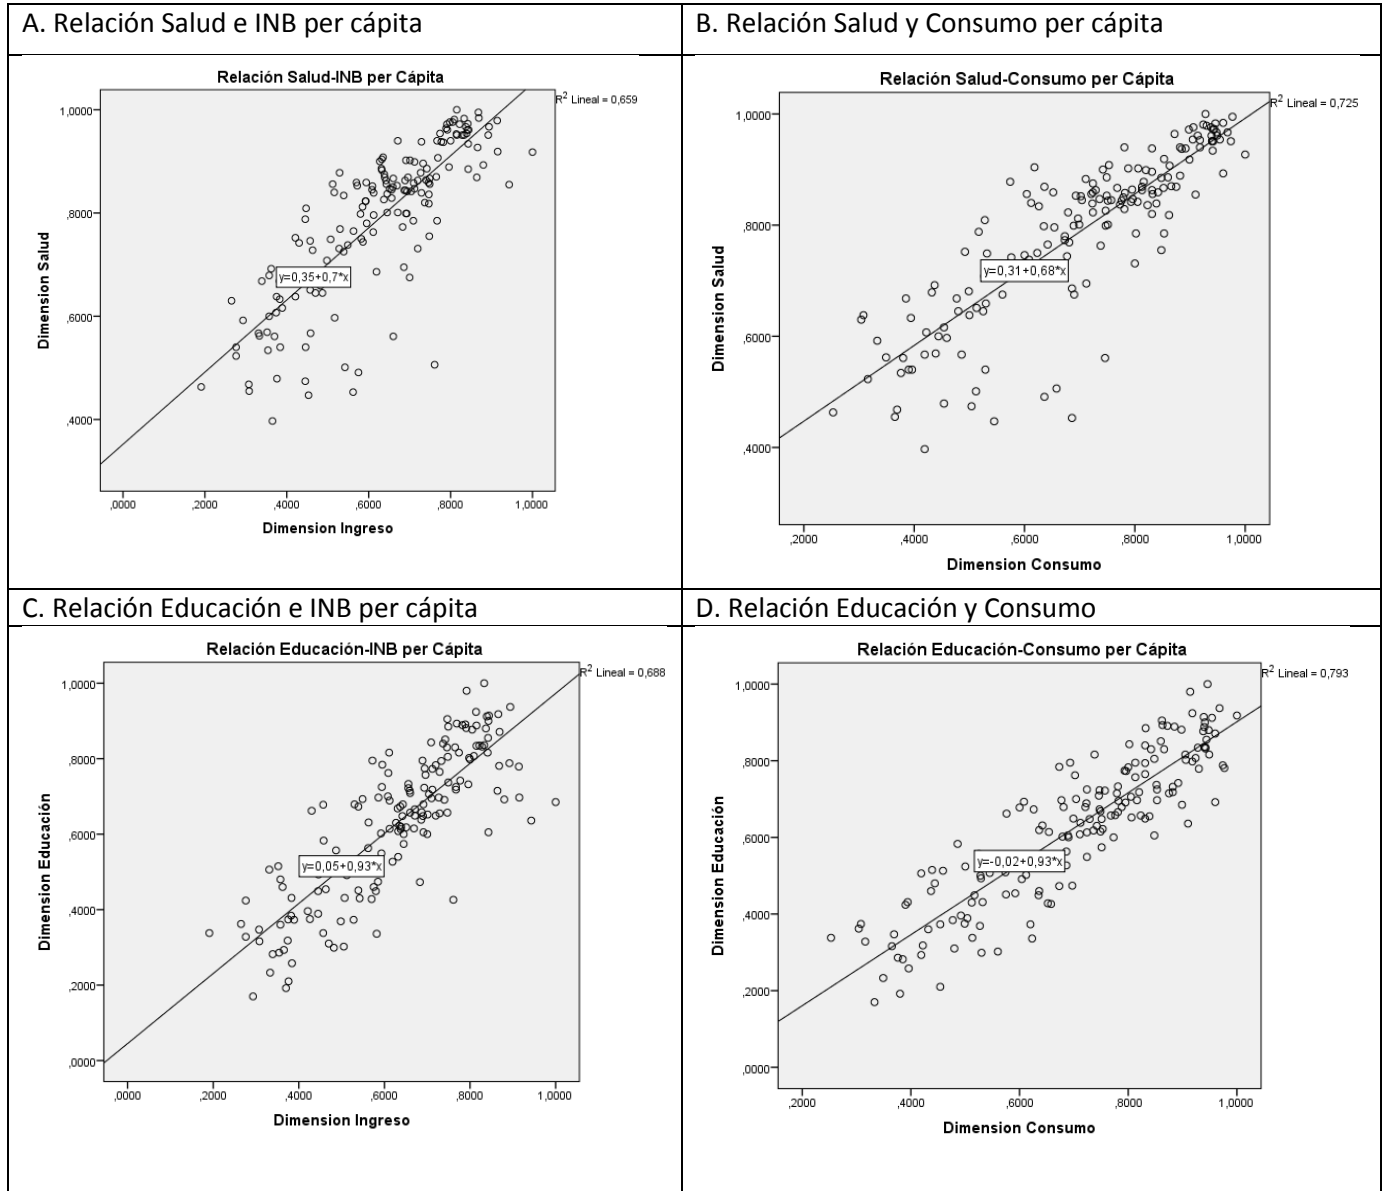 A. Relación Salud e INB per cápita
B. Relación Salud y Consumo per cápita
Relación Salud-INB per Cápita
R² Lineal = 0,659
1,0000
,8000
,6000
,4000
Dimension Salud
y=0,35+0,7*x
,0000 ,2000 ,4000 ,6000 ,8000 1,0000
Dimension Ingreso
Relación Salud-Consumo per Cápita
R² Lineal = 0,725
1,0000
,8000
,6000
,4000
Dimension Salud
y=0,31+0,68*x
,2000 ,4000 ,6000 ,8000 1,0000
Dimension Consumo
C. Relación Educación e INB per cápita
D. Relación Educación y Consumo
Relación Educación-INB per Cápita
R² Lineal = 0,688
1,0000
,8000
,6000
,4000
,2000
,0000
Dimension Educación
y=0,05+0,93*x
,0000 ,2000 ,4000 ,6000 ,8000 1,0000
Dimension Ingreso
Relación Educación-Consumo per Cápita
R² Lineal = 0,793
1,0000
,8000
,6000
,4000
,2000
,0000
Dimension Educación
y=-0,02+0,93*x
,2000 ,4000 ,6000 ,8000 1,0000
Dimension Consumo